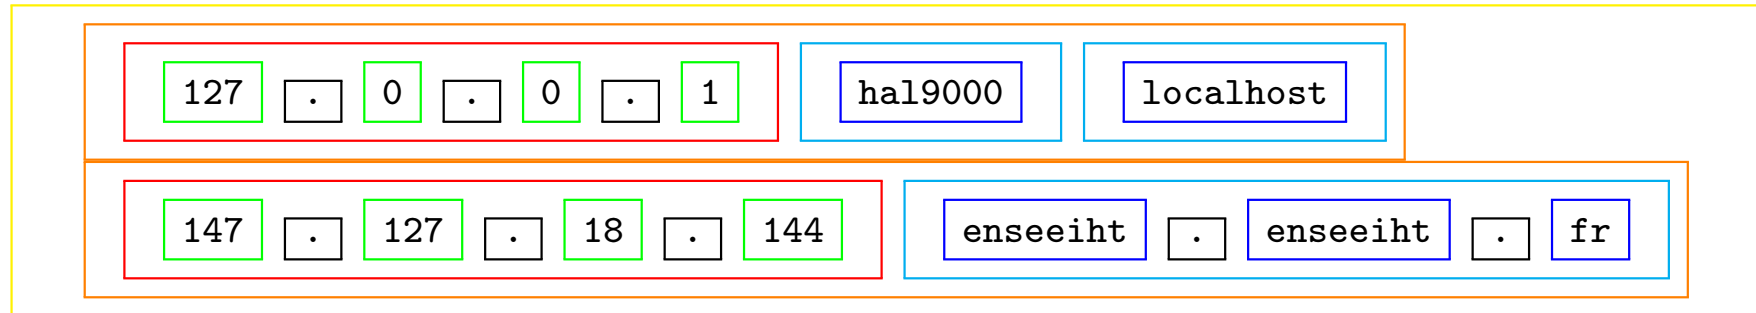 127 . 0 . 0 . 1 hal9000 localhost
147 . 127 . 18 . 144 enseeiht . enseeiht . fr